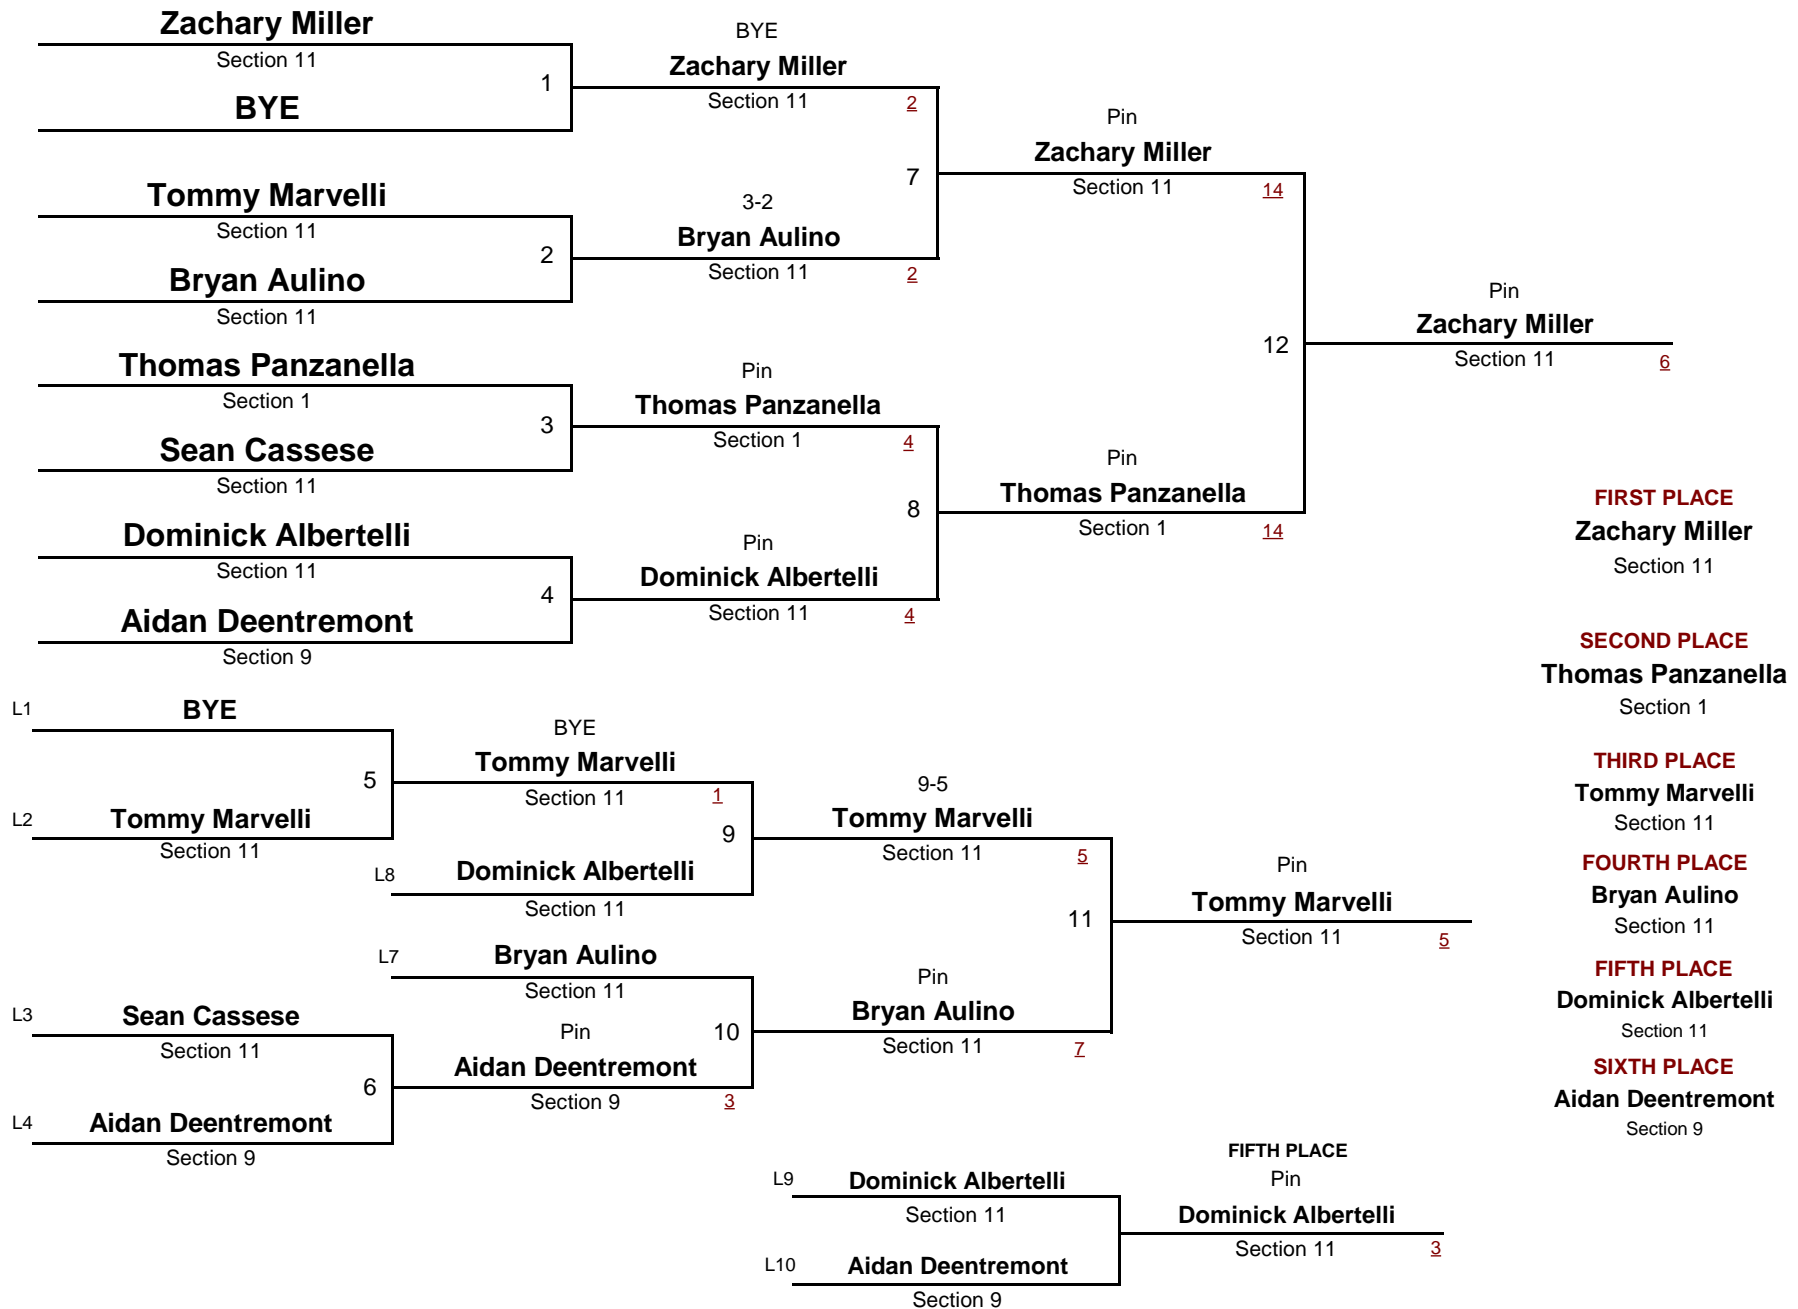 Zachary Miller
Section 11
1
BYE
Tommy Marvelli
Section 11
2
Bryan Aulino
Section 11
Thomas Panzanella
Section 1
3
Sean Cassese
Section 11
Dominick Albertelli
Section 11
4
Aidan Deentremont
Section 9
BYE
Zachary Miller
Section 11 2
7
3-2
Bryan Aulino
Section 11 2
Pin
Thomas Panzanella
Section 1 4
8
Pin
Dominick Albertelli
Section 11 4
Pin
Zachary Miller
Section 11 14
12
Pin
Thomas Panzanella
Section 1 14
Pin
Zachary Miller
Section 11 6
L1 BYE
5
L2 Tommy Marvelli
Section 11
L3 Sean Cassese
Section 11
6
L4 Aidan Deentremont
Section 9
BYE
Tommy Marvelli
Section 11 1
9
L8 Dominick Albertelli
Section 11
L7 Bryan Aulino
Section 11
Pin 10
Aidan Deentremont
Section 9 3
9-5
Tommy Marvelli
Section 11 5
11
Pin
Bryan Aulino
Section 11 7
Pin
Tommy Marvelli
Section 11 5
L9 Dominick Albertelli
Section 11
L10 Aidan Deentremont
Section 9
FIFTH PLACE
Pin
Dominick Albertelli
Section 11 3
FIRST PLACE
Zachary Miller
Section 11
SECOND PLACE
Thomas Panzanella
Section 1
THIRD PLACE
Tommy Marvelli
Section 11
FOURTH PLACE
Bryan Aulino
Section 11
FIFTH PLACE
Dominick Albertelli
Section 11
SIXTH PLACE
Aidan Deentremont
Section 9